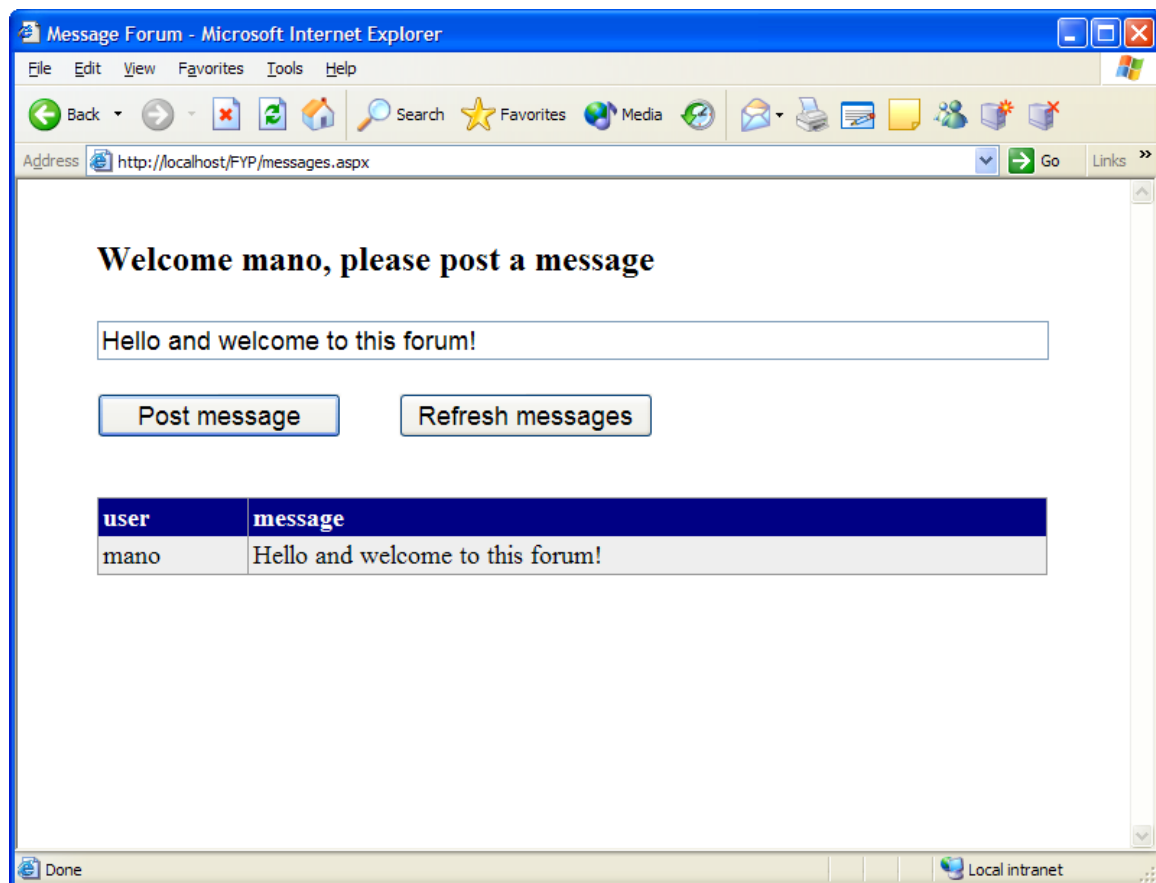 Message Forum - Microsoft Internet Explorer
File Edit View Favorites Tools Help
Back Search Favorites Media
Address http://localhost/FYP/messages.aspx Go Links »
Welcome mano, please post a message
Hello and welcome to this forum!
Post message Refresh messages
user message
mano Hello and welcome to this forum!
Done Local intranet